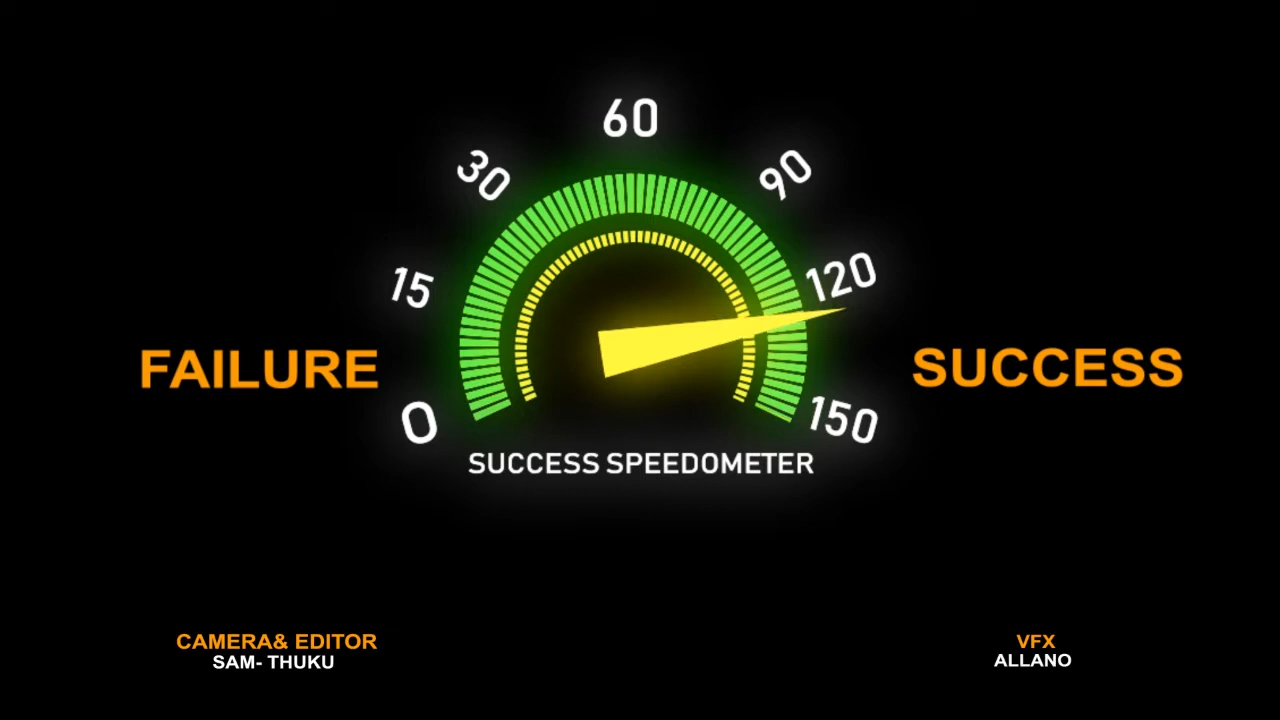 60
30
90
15
120
FAILURE
SUCCESS
0
150
SUCCESS SPEEDOMETER
CAMERA& EDITOR
SAM- THUKU
VFX
ALLANO